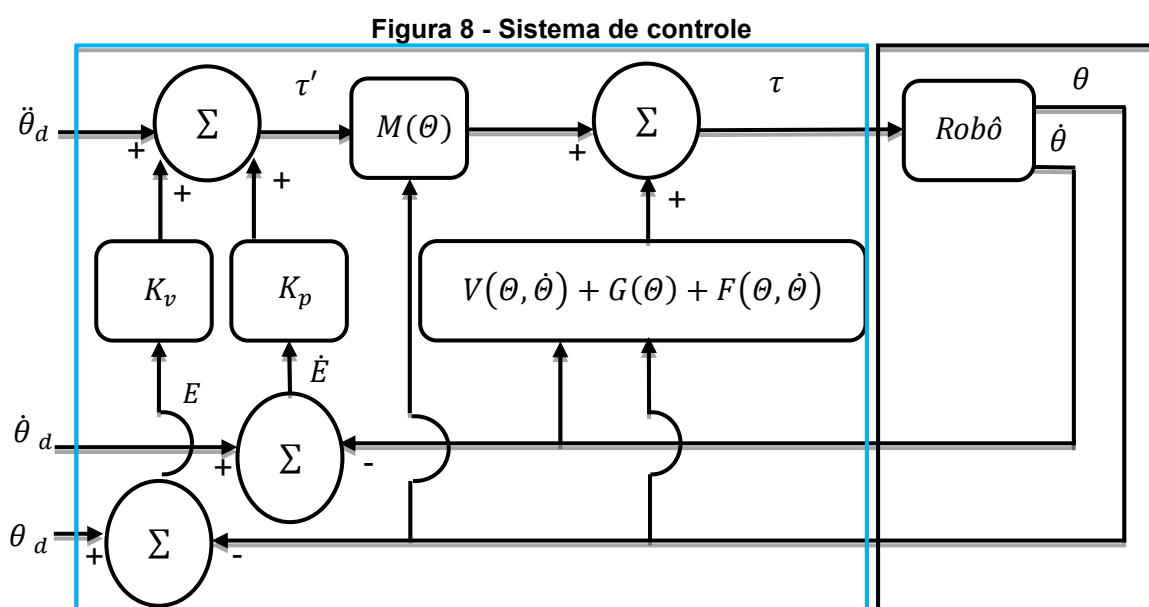 Figura 8 - Sistema de controle
θ̈_d
+
Σ
+
+
τ′
M(Θ)
+
Σ
+
τ
Robô
θ
θ̇
K_v
K_p
V(Θ, Θ̇) + G(Θ) + F(Θ, Θ̇)
E
Ė
θ̇_d
+
Σ
-
θ_d
+
Σ
-